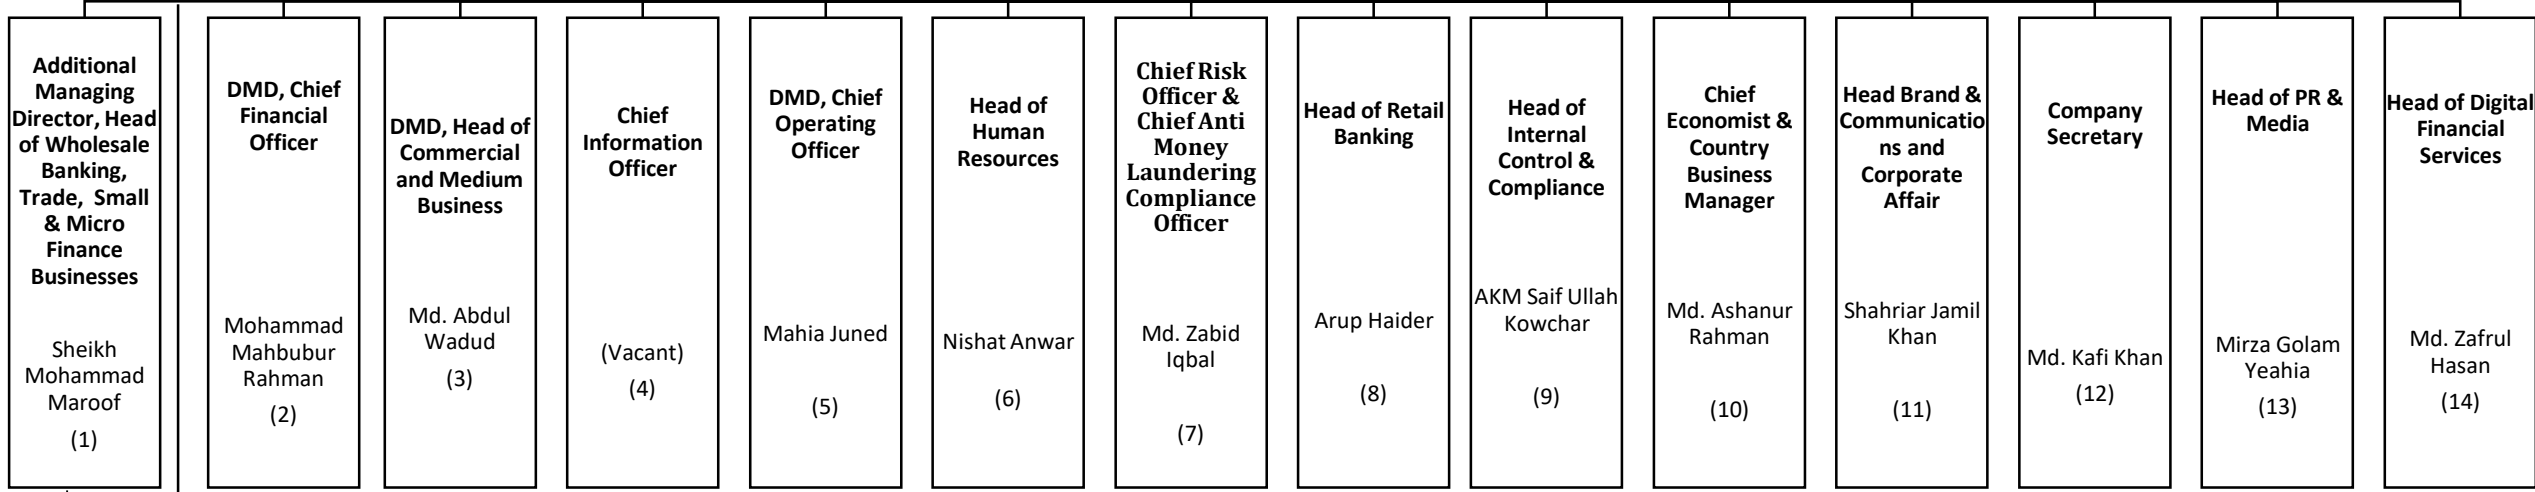 Additional
Managing
Director, Head
of Wholesale
Banking,
Trade, Small
& Micro
Finance
Businesses
Sheikh
Mohammad
Maroof
(1)
DMD, Chief
Financial
Officer
Mohammad
Mahbubur
Rahman
(2)
DMD, Head of
Commercial
and Medium
Business
Md. Abdul
Wadud
(3)
Chief
Information
Officer
(Vacant)
(4)
DMD, Chief
Operating
Officer
Mahia Juned
(5)
Head of
Human
Resources
Nishat Anwar
(6)
Chief Risk
Officer &
Chief Anti
Money
Laundering
Compliance
Officer
Md. Zabid
Iqbal
(7)
Head of Retail
Banking
Arup Haider
(8)
Head of
Internal
Control &
Compliance
AKM Saif Ullah
Kowchar
(9)
Chief
Economist &
Country
Business
Manager
Md. Ashanur
Rahman
(10)
Head Brand &
Communicatio
ns and
Corporate
Affair
Shahriar Jamil
Khan
(11)
Company
Secretary
Md. Kafi Khan
(12)
Head of PR &
Media
Mirza Golam
Yeahia
(13)
Head of Digital
Financial
Services
Md. Zafrul
Hasan
(14)